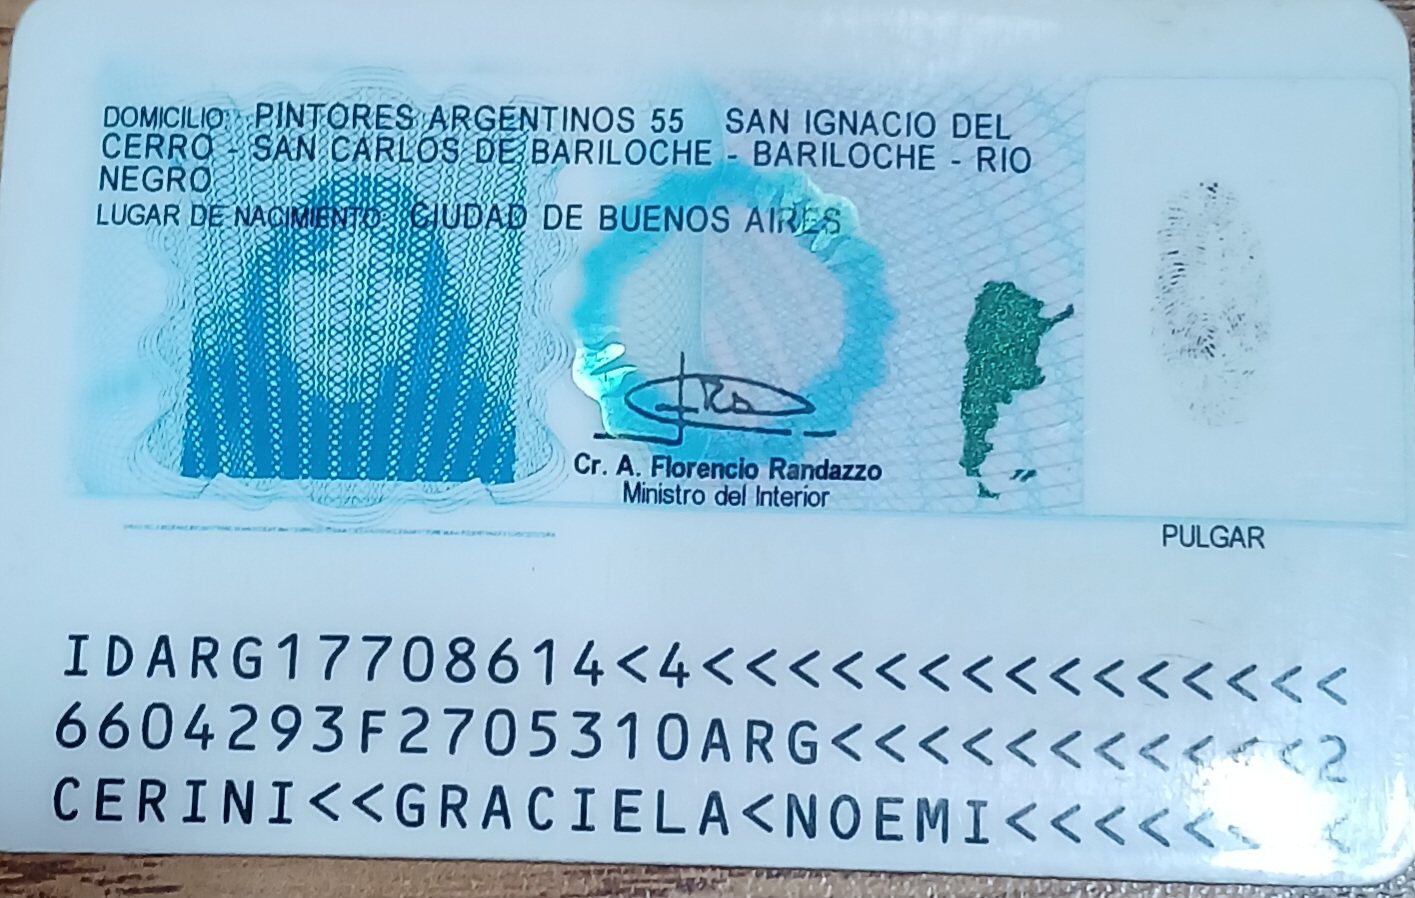 DOMICILIO: PINTORES ARGENTINOS 55 SAN IGNACIO DEL
CERRO - SAN CARLOS DE BARILOCHE - BARILOCHE - RIO
NEGRO
LUGAR DE NACIMIENTO: CIUDAD DE BUENOS AIRES
Cr. A. Florencio Randazzo
Ministro del Interior
PULGAR
IDARG17708614<4<<<<<<<<<<<<<<<
6604293F2705310ARG<<<<<<<<<<<2
CERINI<<GRACIELA<NOEMI<<<<<<<<